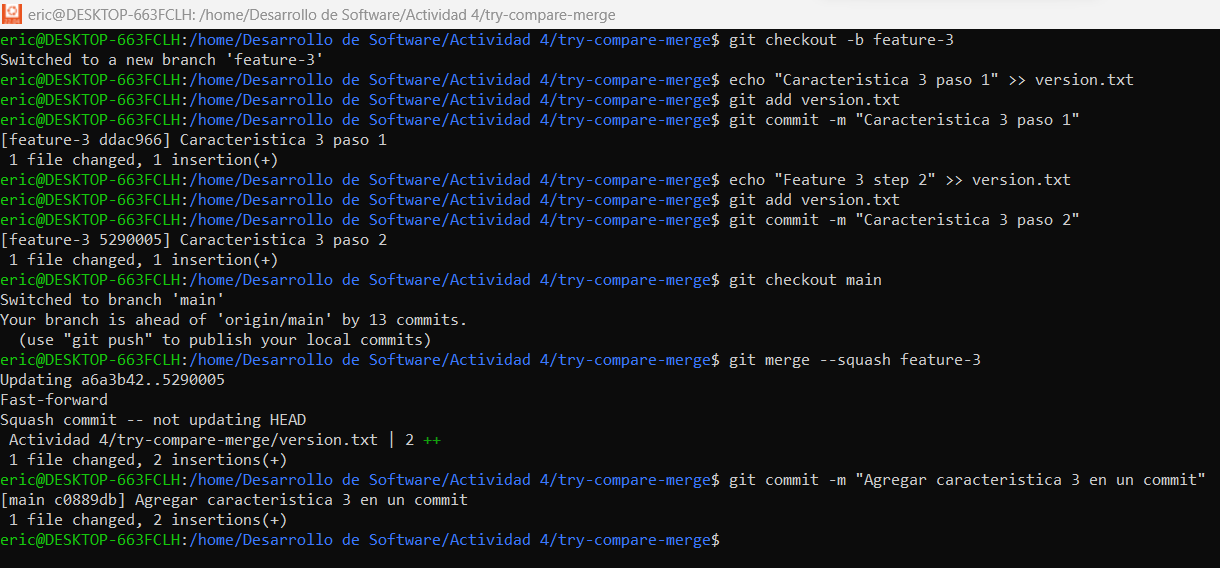 eric@DESKTOP-663FCLH: /home/Desarrollo de Software/Actividad 4/try-compare-merge
eric@DESKTOP-663FCLH:/home/Desarrollo de Software/Actividad 4/try-compare-merge$ git checkout -b feature-3
Switched to a new branch 'feature-3'
eric@DESKTOP-663FCLH:/home/Desarrollo de Software/Actividad 4/try-compare-merge$ echo "Caracteristica 3 paso 1" >> version.txt
eric@DESKTOP-663FCLH:/home/Desarrollo de Software/Actividad 4/try-compare-merge$ git add version.txt
eric@DESKTOP-663FCLH:/home/Desarrollo de Software/Actividad 4/try-compare-merge$ git commit -m "Caracteristica 3 paso 1"
[feature-3 ddac966] Caracteristica 3 paso 1
 1 file changed, 1 insertion(+)
eric@DESKTOP-663FCLH:/home/Desarrollo de Software/Actividad 4/try-compare-merge$ echo "Feature 3 step 2" >> version.txt
eric@DESKTOP-663FCLH:/home/Desarrollo de Software/Actividad 4/try-compare-merge$ git add version.txt
eric@DESKTOP-663FCLH:/home/Desarrollo de Software/Actividad 4/try-compare-merge$ git commit -m "Caracteristica 3 paso 2"
[feature-3 5290005] Caracteristica 3 paso 2
 1 file changed, 1 insertion(+)
eric@DESKTOP-663FCLH:/home/Desarrollo de Software/Actividad 4/try-compare-merge$ git checkout main
Switched to branch 'main'
Your branch is ahead of 'origin/main' by 13 commits.
  (use "git push" to publish your local commits)
eric@DESKTOP-663FCLH:/home/Desarrollo de Software/Actividad 4/try-compare-merge$ git merge --squash feature-3
Updating a6a3b42..5290005
Fast-forward
Squash commit -- not updating HEAD
 Actividad 4/try-compare-merge/version.txt | 2 ++
 1 file changed, 2 insertions(+)
eric@DESKTOP-663FCLH:/home/Desarrollo de Software/Actividad 4/try-compare-merge$ git commit -m "Agregar caracteristica 3 en un commit"
[main c0889db] Agregar caracteristica 3 en un commit
 1 file changed, 2 insertions(+)
eric@DESKTOP-663FCLH:/home/Desarrollo de Software/Actividad 4/try-compare-merge$